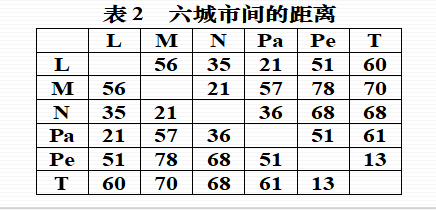 表2 六城市间的距离
L M N Pa Pe T
L 56 35 21 51 60
M 56 21 57 78 70
N 35 21 36 68 68
Pa 21 57 36 51 61
Pe 51 78 68 51 13
T 60 70 68 61 13